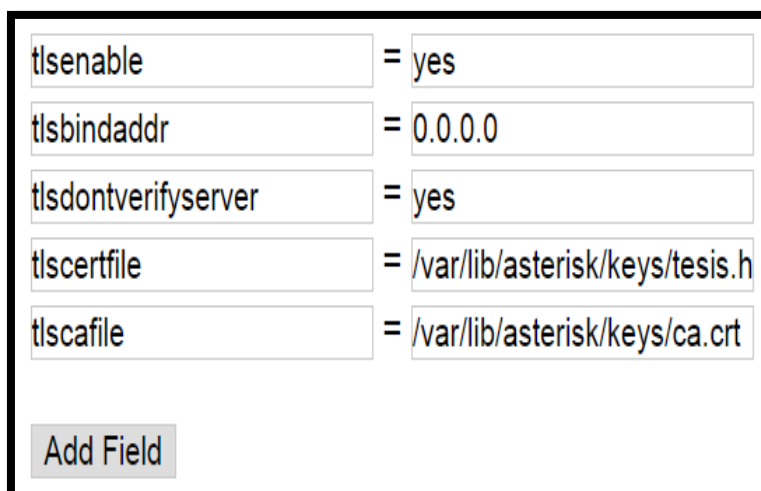 tlsenable = yes
tlsbindaddr = 0.0.0.0
tlsdontverifyserver = yes
tlscertfile = /var/lib/asterisk/keys/tesis.h
tlscafile = /var/lib/asterisk/keys/ca.crt
Add Field